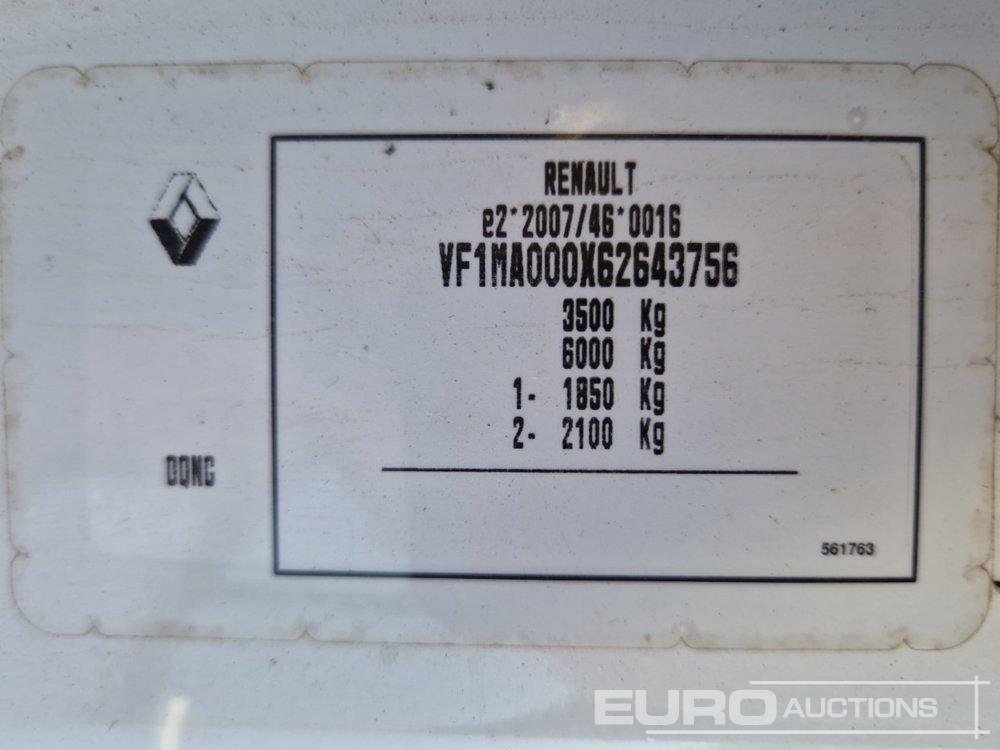 RENAULT
e2*2007/46*0016
VF1MA000X62643756
3500 Kg
6000 Kg
1- 1850 Kg
2- 2100 Kg
DQNG
561763
EURO AUCTIONS